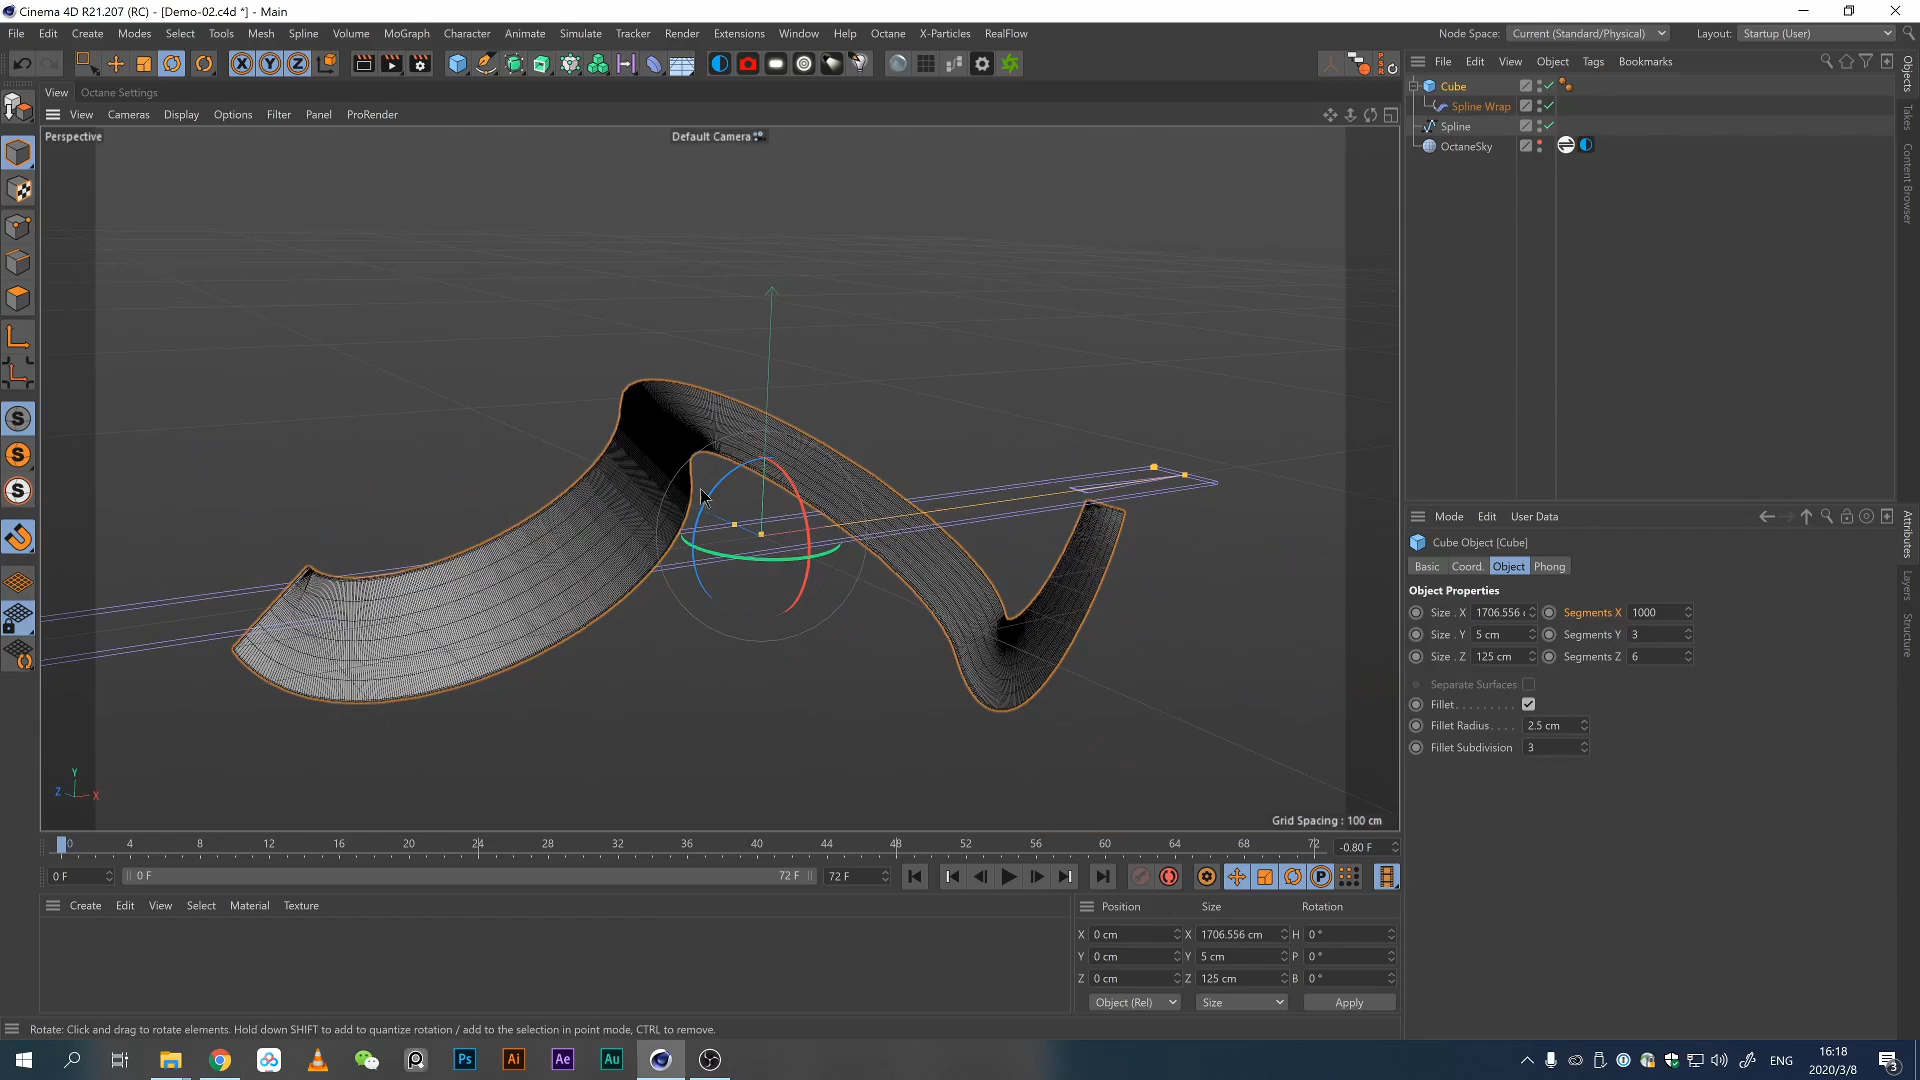 Cinema 4D R21.207 (RC) - [Demo-02.c4d *] - Main
File Edit Create Modes Select Tools Mesh Spline Volume MoGraph Character Animate Simulate Tracker Render Extensions Window Help Octane X-Particles RealFlow Node Space: Current (Standard/Physical) Layout: Startup (User)
File Edit View Object Tags Bookmarks
View Octane Settings
View Cameras Display Options Filter Panel ProRender
Perspective
Default Camera
Cube
Spline Wrap
Spline
OctaneSky
Objects
Takes
Content Browser
Mode Edit User Data
Cube Object [Cube]
Basic Coord. Object Phong
Object Properties
Size . X 1706.556 Segments X 1000
Size . Y 5 cm Segments Y 3
Size . Z 125 cm Segments Z 6
Separate Surfaces
Fillet . . . . . . . . .
Fillet Radius . . . . 2.5 cm
Fillet Subdivision 3
Attributes
Layers
Structure
Y
Z X
Grid Spacing : 100 cm
0 4 8 12 16 20 24 28 32 36 40 44 48 52 56 60 64 68 72 -0.80 F
0 F 0 F 72 F 72 F
Create Edit View Select Material Texture
Position Size Rotation
X 0 cm X 1706.556 cm H 0 °
Y 0 cm Y 5 cm P 0 °
Z 0 cm Z 125 cm B 0 °
Object (Rel) Size Apply
Rotate: Click and drag to rotate elements. Hold down SHIFT to add to quantize rotation / add to the selection in point mode, CTRL to remove.
Ps Ai Ae Au
ENG
16:18
2020/3/8
3